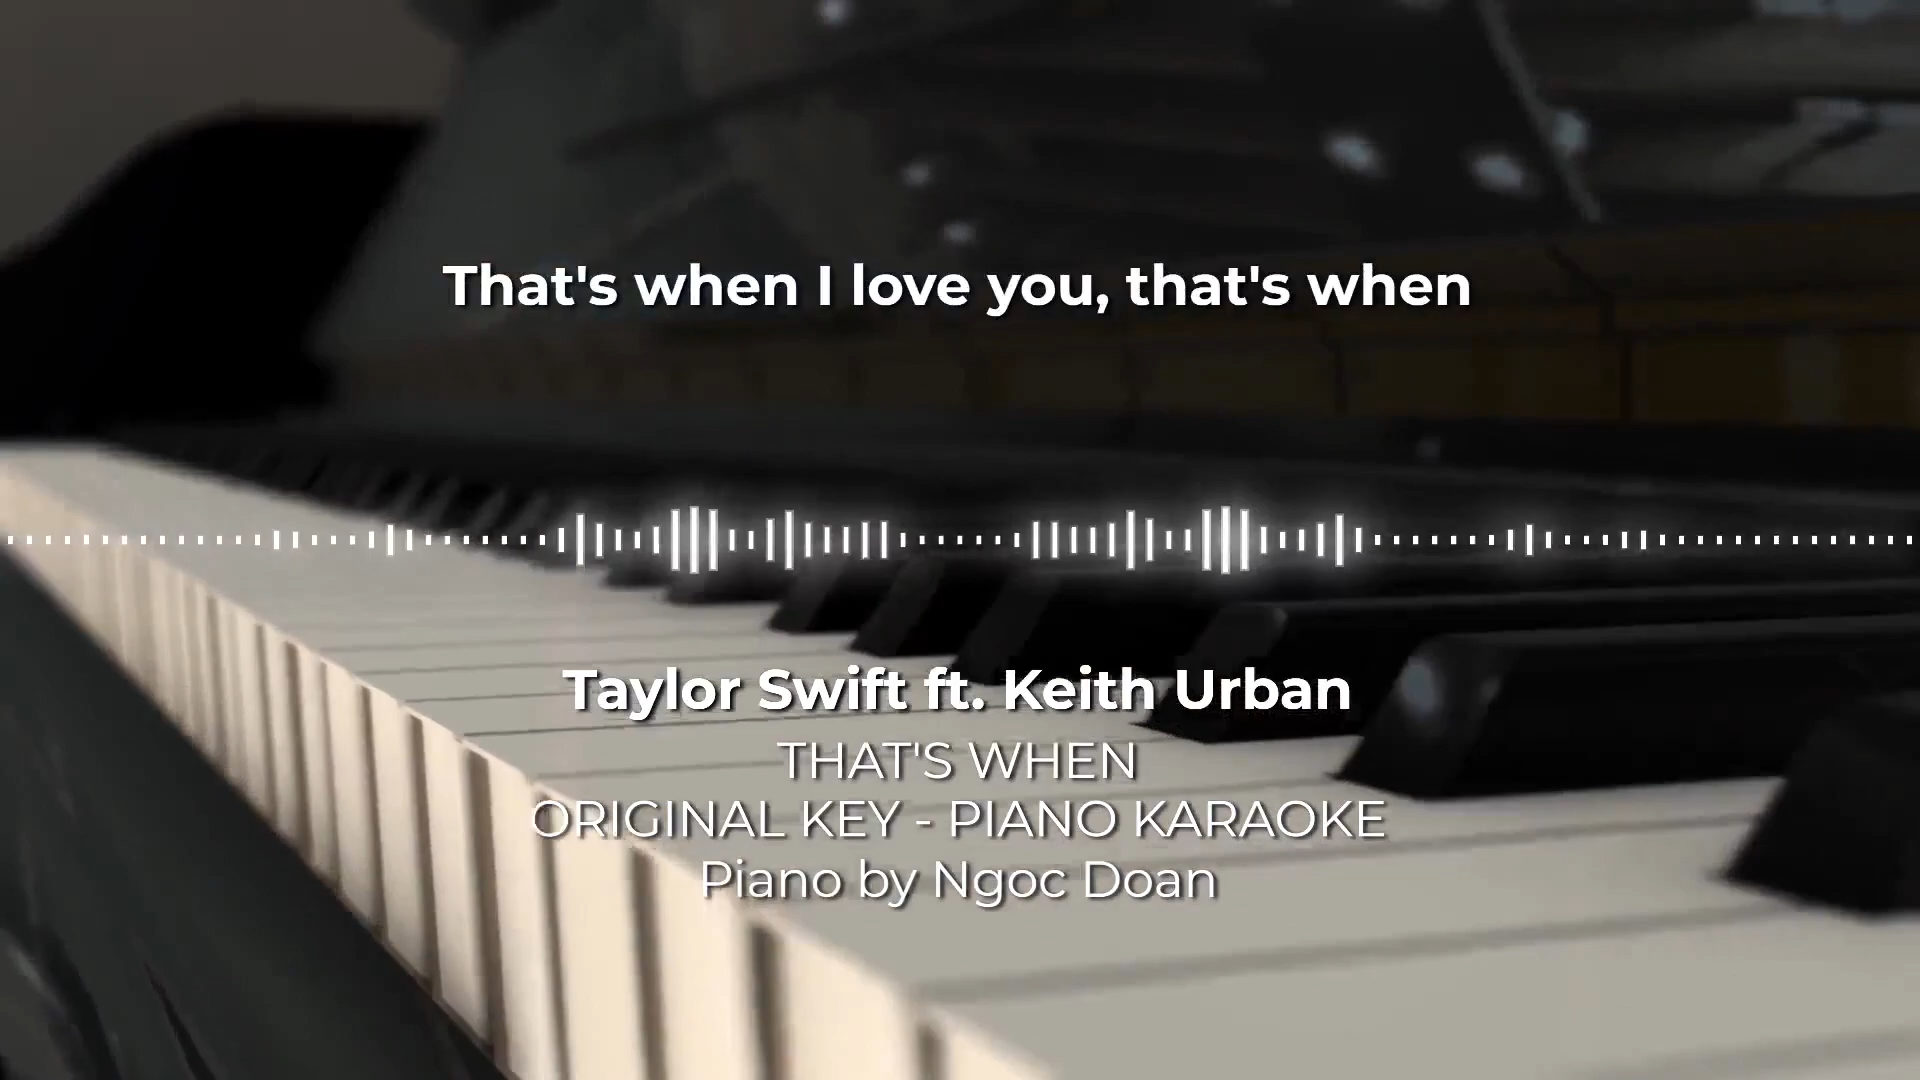 That's when I love you, that's when
Taylor Swift ft. Keith Urban
THAT'S WHEN
ORIGINAL KEY - PIANO KARAOKE
Piano by Ngoc Doan